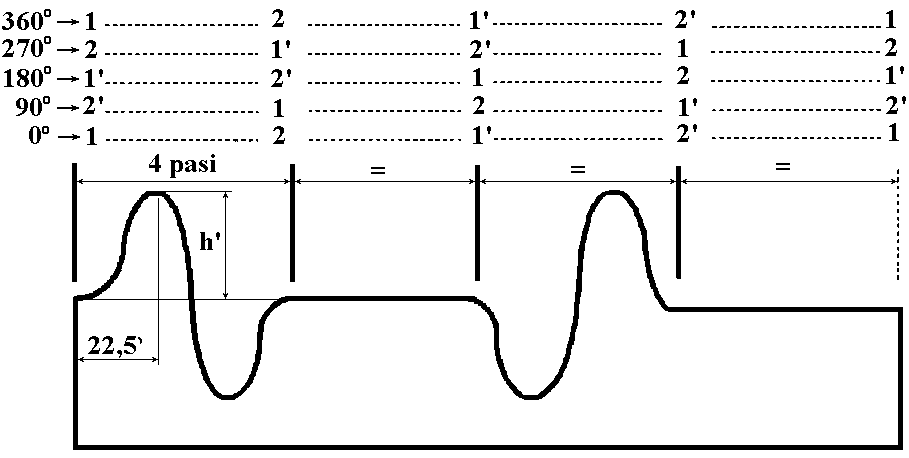 360° → 1 ........ 2 ........ 1' ........ 2' ........ 1
270° → 2 ........ 1' ........ 2' ........ 1 ........ 2
180° → 1' ........ 2' ........ 1 ........ 2 ........ 1'
90° → 2' ........ 1 ........ 2 ........ 1' ........ 2'
0° → 1 ........ 2 ........ 1' ........ 2' ........ 1
4 pasi = = =
h'
22,5'